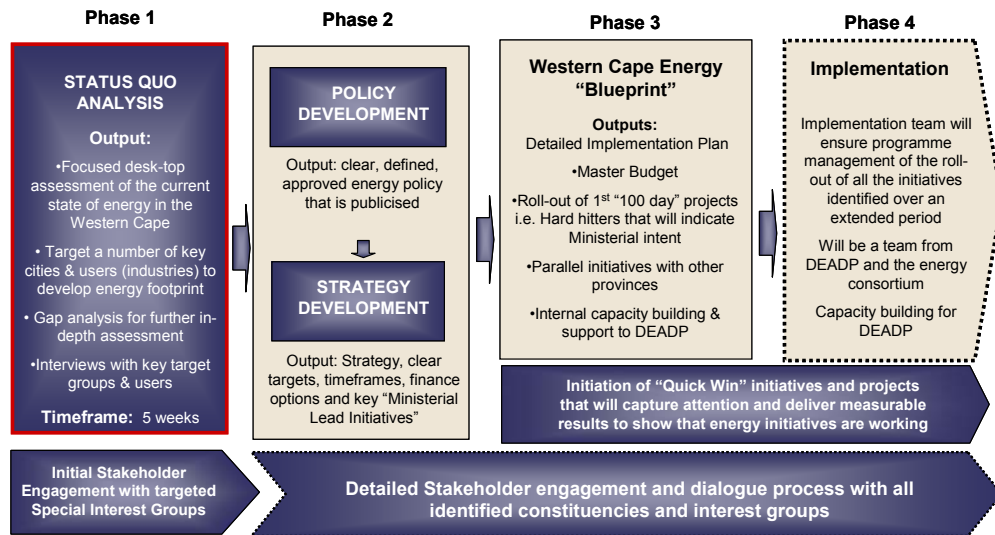 Phase 1
Phase 2
Phase 3
Phase 4
STATUS QUO
ANALYSIS
Output:
•Focused desk-top
assessment of the current
state of energy in the
Western Cape
• Target a number of key
cities & users (industries) to
develop energy footprint
• Gap analysis for further in-
depth assessment
•Interviews with key target
groups & users
Timeframe: 5 weeks
POLICY
DEVELOPMENT
Output: clear, defined,
approved energy policy
that is publicised
STRATEGY
DEVELOPMENT
Output: Strategy, clear
targets, timeframes, finance
options and key “Ministerial
Lead Initiatives”
Western Cape Energy
“Blueprint”
Outputs:
Detailed Implementation Plan
•Master Budget
•Roll-out of 1st “100 day” projects
i.e. Hard hitters that will indicate
Ministerial intent
•Parallel initiatives with other
provinces
•Internal capacity building &
support to DEADP
Implementation
Implementation team will
ensure programme
management of the roll-
out of all the initiatives
identified over an
extended period
Will be a team from
DEADP and the energy
consortium
Capacity building for
DEADP
Initiation of “Quick Win” initiatives and projects
that will capture attention and deliver measurable
results to show that energy initiatives are working
Initial Stakeholder
Engagement with targeted
Special Interest Groups
Detailed Stakeholder engagement and dialogue process with all
identified constituencies and interest groups